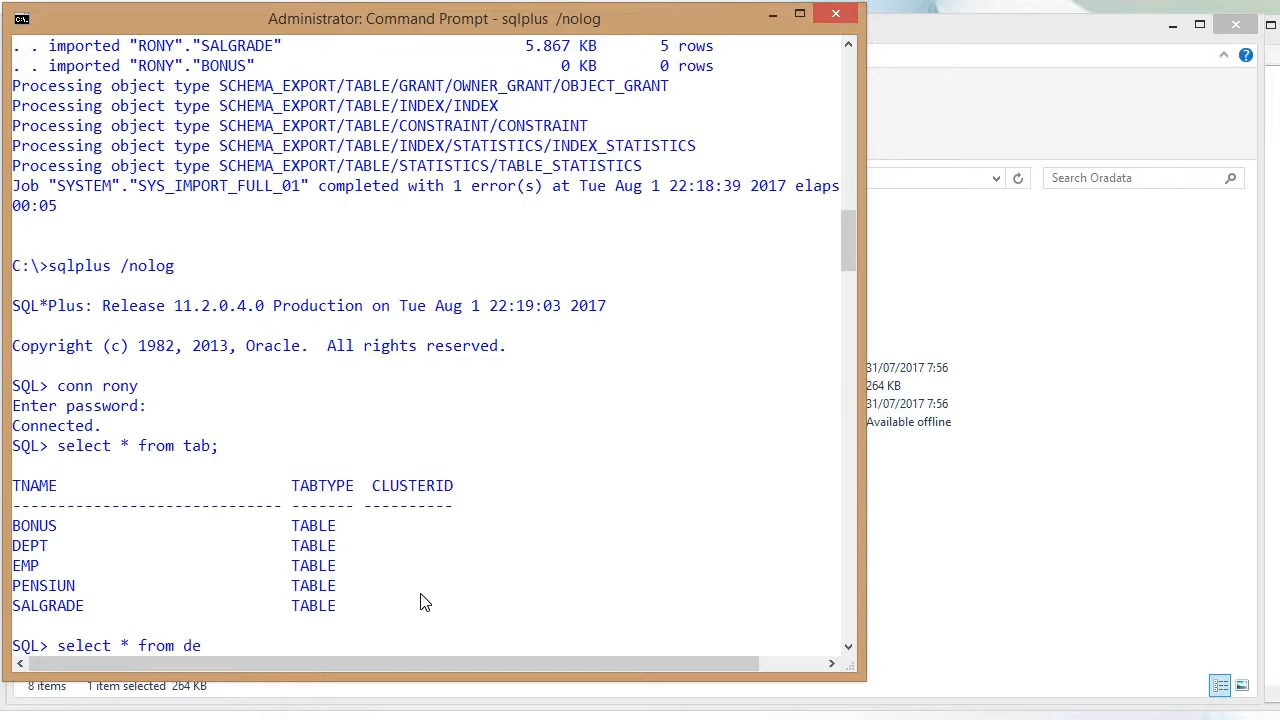 Administrator: Command Prompt - sqlplus  /nolog
. . imported "RONY"."SALGRADE"                           5.867 KB       5 rows
. . imported "RONY"."BONUS"                                  0 KB       0 rows
Processing object type SCHEMA_EXPORT/TABLE/GRANT/OWNER_GRANT/OBJECT_GRANT
Processing object type SCHEMA_EXPORT/TABLE/INDEX/INDEX
Processing object type SCHEMA_EXPORT/TABLE/CONSTRAINT/CONSTRAINT
Processing object type SCHEMA_EXPORT/TABLE/INDEX/STATISTICS/INDEX_STATISTICS
Processing object type SCHEMA_EXPORT/TABLE/STATISTICS/TABLE_STATISTICS
Job "SYSTEM"."SYS_IMPORT_FULL_01" completed with 1 error(s) at Tue Aug 1 22:18:39 2017 elaps
00:05
C:\>sqlplus /nolog
SQL*Plus: Release 11.2.0.4.0 Production on Tue Aug 1 22:19:03 2017
Copyright (c) 1982, 2013, Oracle.  All rights reserved.
SQL> conn rony
Enter password:
Connected.
SQL> select * from tab;
TNAME                          TABTYPE  CLUSTERID
------------------------------ ------- ----------
BONUS                          TABLE
DEPT                           TABLE
EMP                            TABLE
PENSIUN                        TABLE
SALGRADE                       TABLE
SQL> select * from de
Search Oradata
31/07/2017 7:56
264 KB
31/07/2017 7:56
Available offline
8 items    1 item selected  264 KB